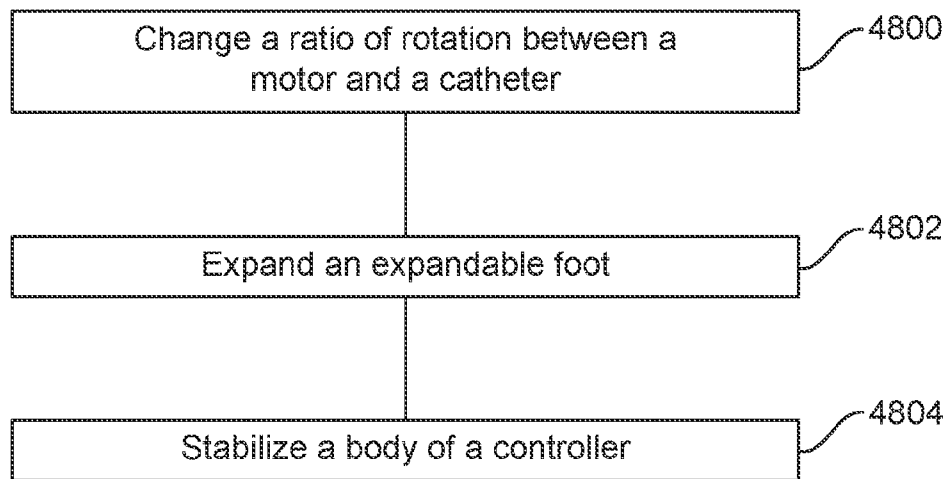 Change a ratio of rotation between a
motor and a catheter
4800
Expand an expandable foot
4802
Stabilize a body of a controller
4804